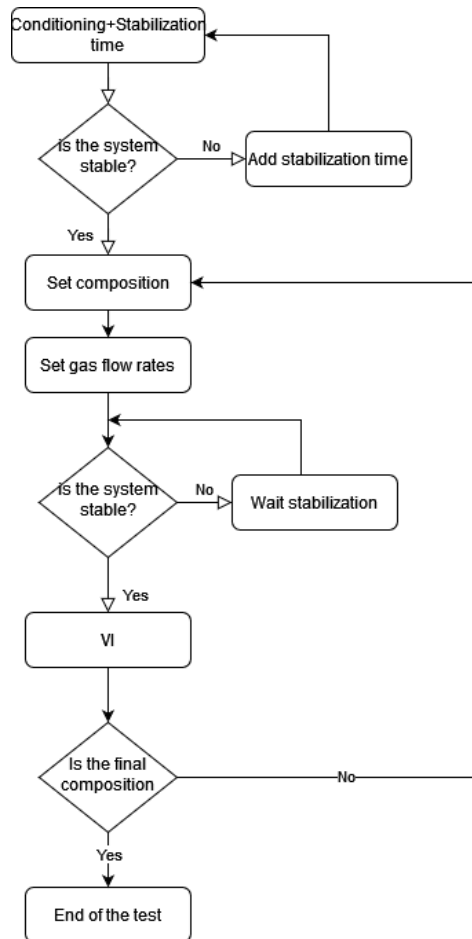 Conditioning+Stabilization
time
is the system
stable?
No
Add stabilization time
Yes
Set composition
Set gas flow rates
is the system
stable?
No
Wait stabilization
Yes
VI
Is the final
composition
No
Yes
End of the test